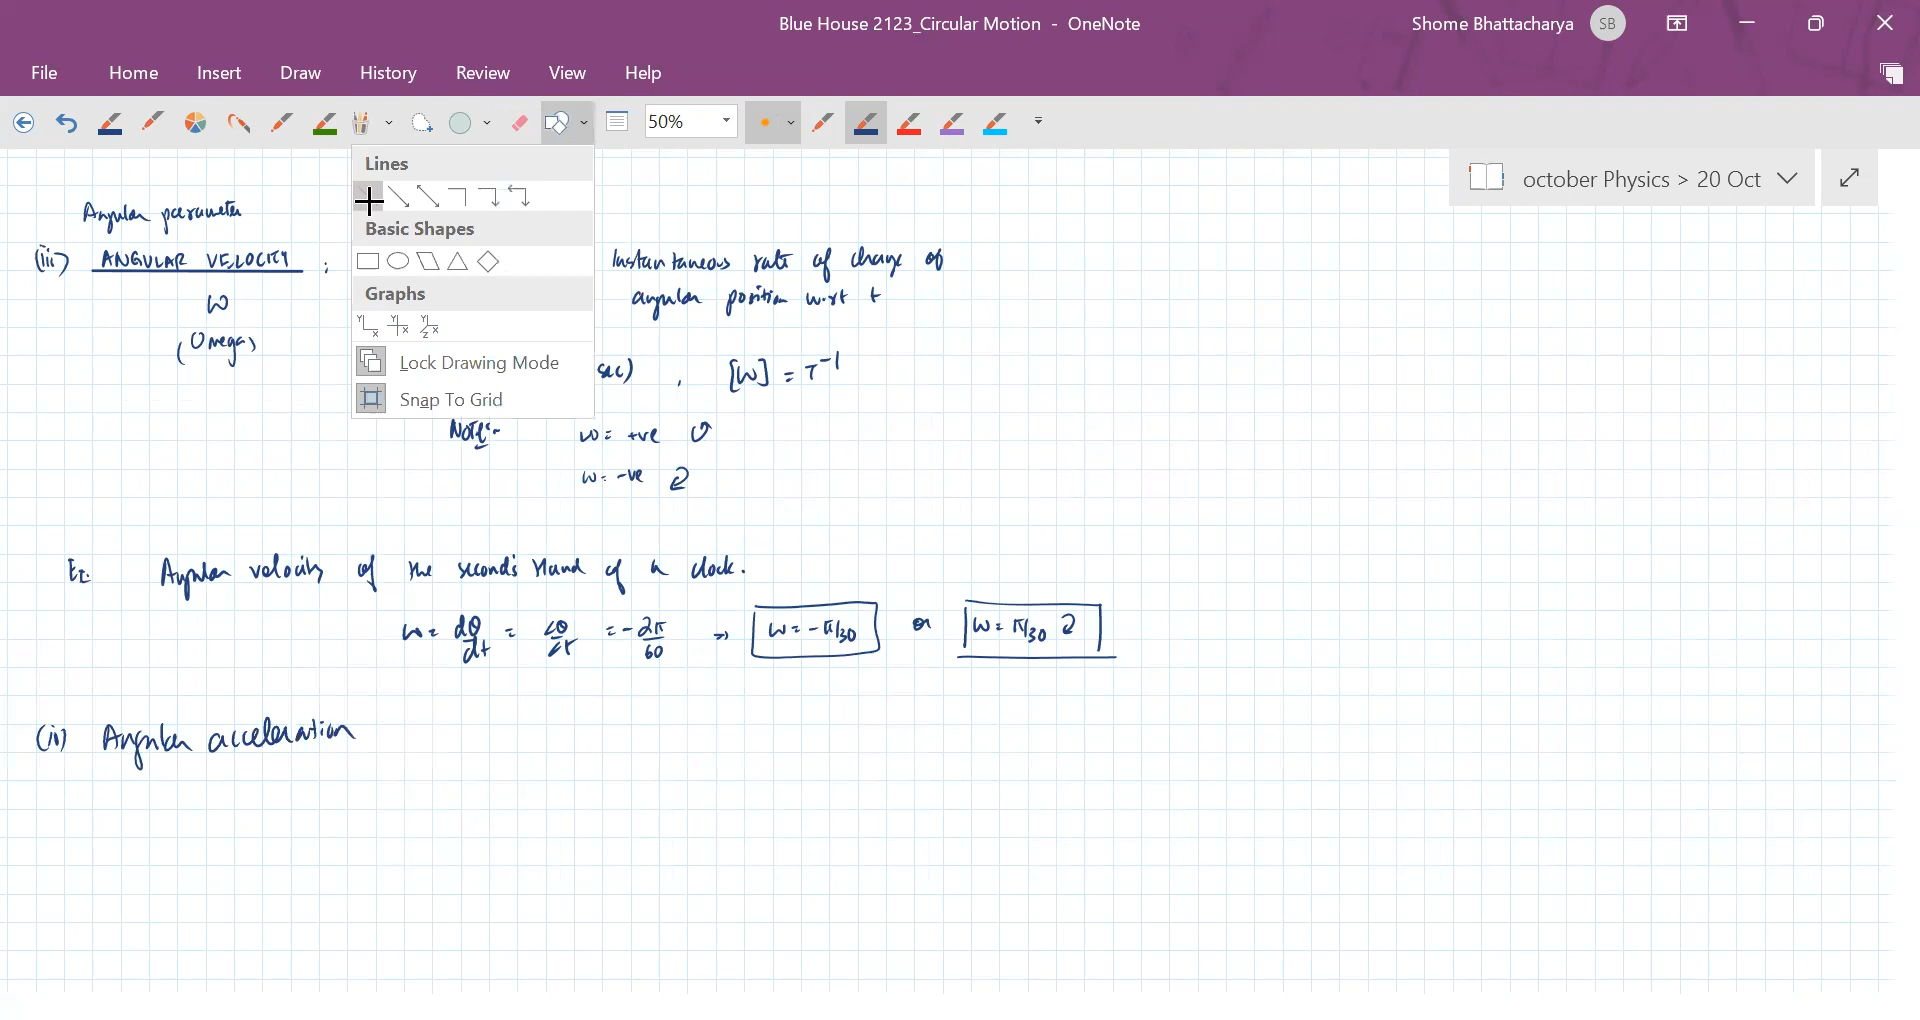 Blue House 2123_Circular Motion - OneNote
Shome Bhattacharya SB
File Home Insert Draw History Review View Help
50%
Lines
Basic Shapes
Graphs
Lock Drawing Mode
Snap To Grid
october Physics > 20 Oct
Angular parameter
(iii) ANGULAR VELOCITY : Instantaneous rate of change of
angular position w.r.t t
ω
(Omega)
sec) , [ω] = T⁻¹
NOTE:- ω = +ve ↺
ω = -ve ↻
Ex. Angular velocity of the second's Hand of a clock.
ω = dθ/dt = Δθ/Δt = -2π/60 ⇒ ω = -π/30 or ω = π/30 ↻
(iv) Angular acceleration